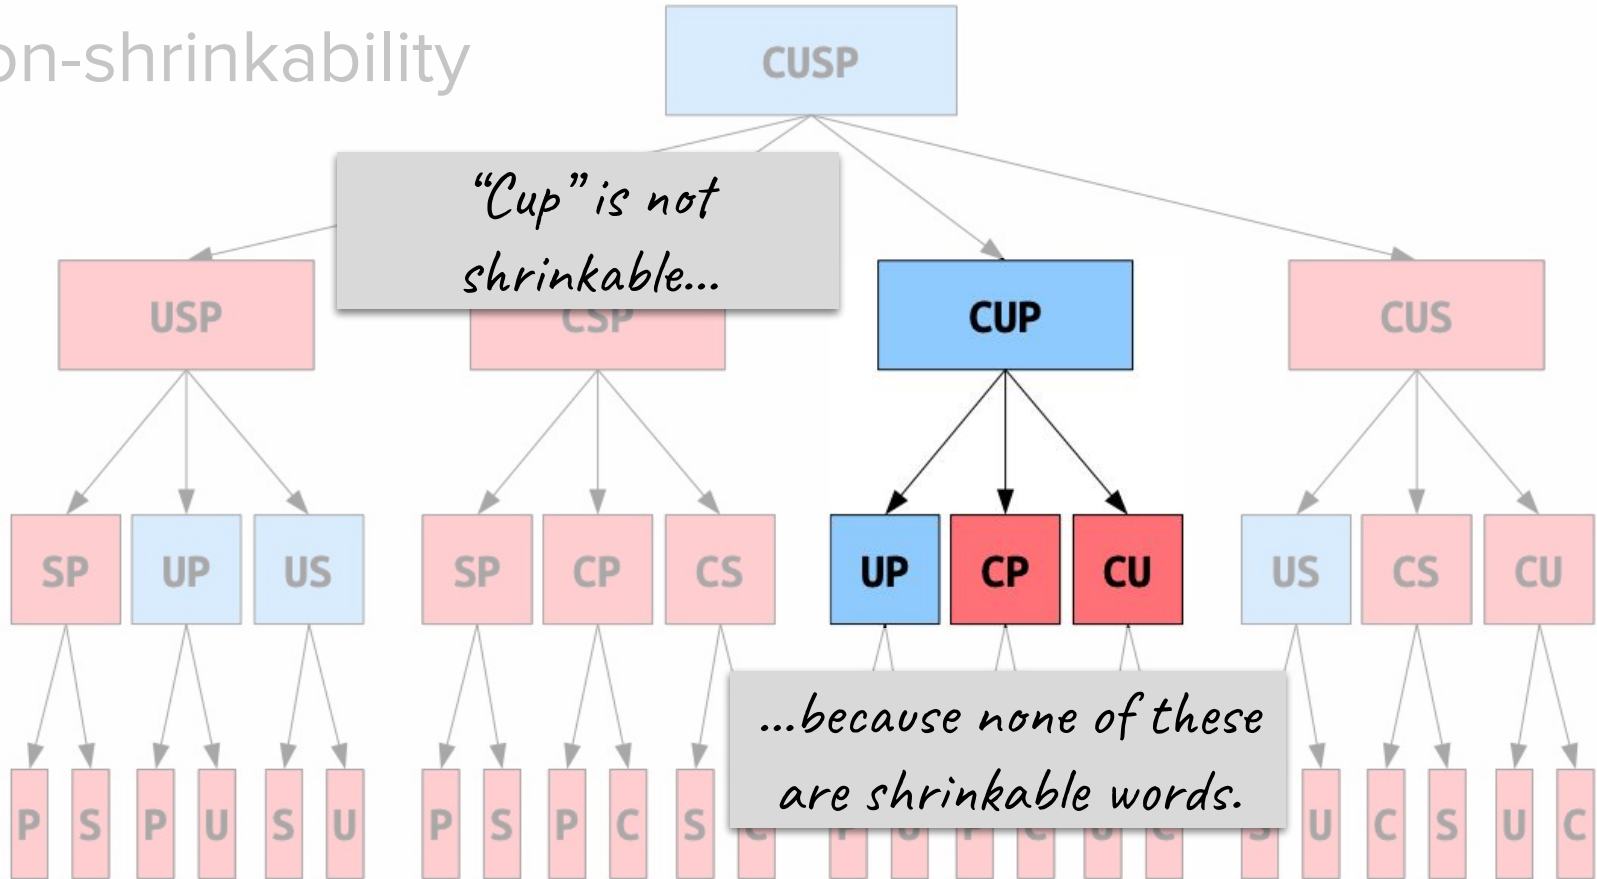 on-shrinkability
CUSP
“Cup” is not
shrinkable...
USP CSP CUP CUS
SP UP US SP CP CS UP CP CU US CS CU
...because none of these
are shrinkable words.
P S P U S U P S P C S C P U P C U C S U C S U C